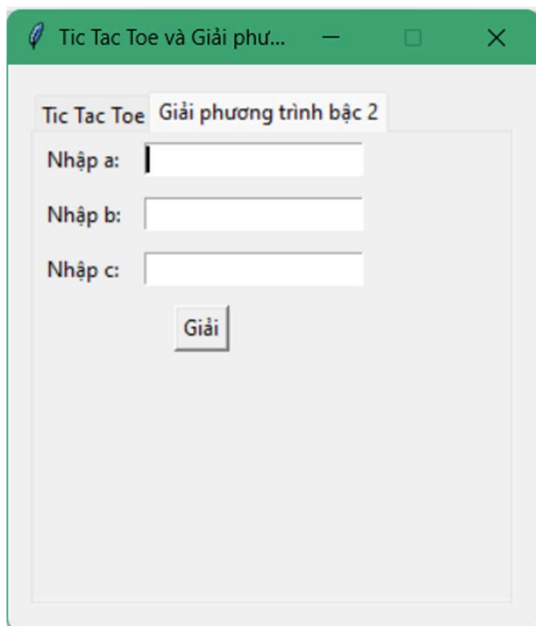 Tic Tac Toe và Giải phư...
Tic Tac Toe Giải phương trình bậc 2
Nhập a:
Nhập b:
Nhập c:
Giải